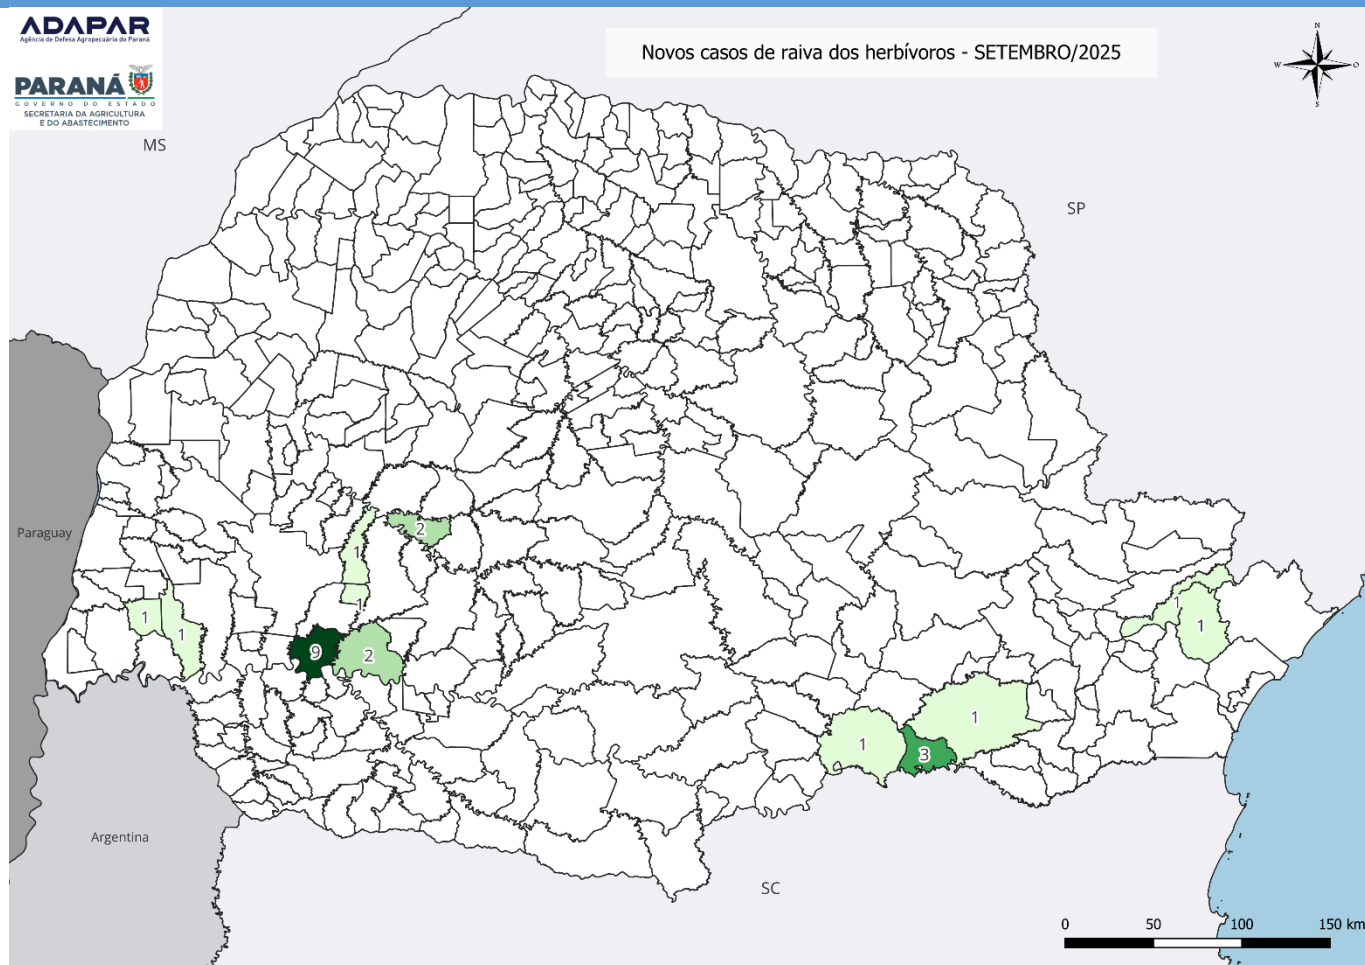 ADAPAR
Agência de Defesa Agropecuária do Paraná
PARANÁ
GOVERNO DO ESTADO
SECRETARIA DA AGRICULTURA
E DO ABASTECIMENTO
Novos casos de raiva dos herbívoros - SETEMBRO/2025
N
W
O
S
MS
SP
Paraguay
2
1
1
1
1
1
1
9
2
1
1
3
Argentina
SC
0 50 100 150 km